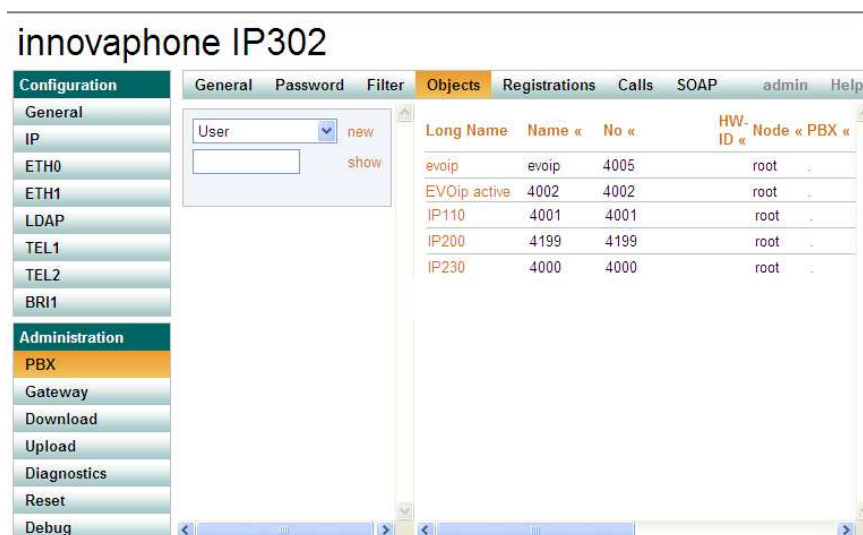 innovaphone IP302
Configuration
General
IP
ETH0
ETH1
LDAP
TEL1
TEL2
BRI1
Administration
PBX
Gateway
Download
Upload
Diagnostics
Reset
Debug
General Password Filter Objects Registrations Calls SOAP admin Help
User new
show
Long Name Name « No « HW-ID « Node « PBX «
evoip evoip 4005 root .
EVOip active 4002 4002 root .
IP110 4001 4001 root .
IP200 4199 4199 root .
IP230 4000 4000 root .